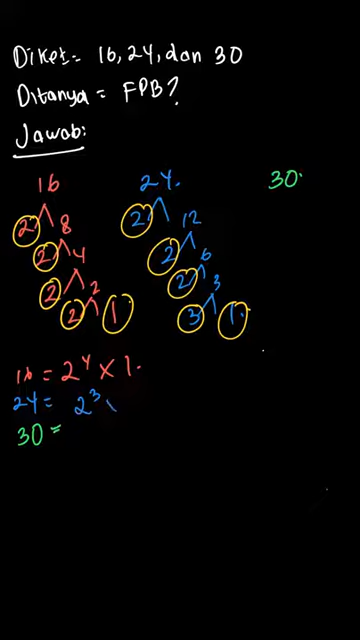 Diket = 16, 24, dan 30
Ditanya = FPB?
Jawab:
16 24. 30.
2 8 2 12
2 4 2 6
2 2 2 3
2 1 3 1.
16 = 2⁴ × 1.
24 = 2³ \
30 =